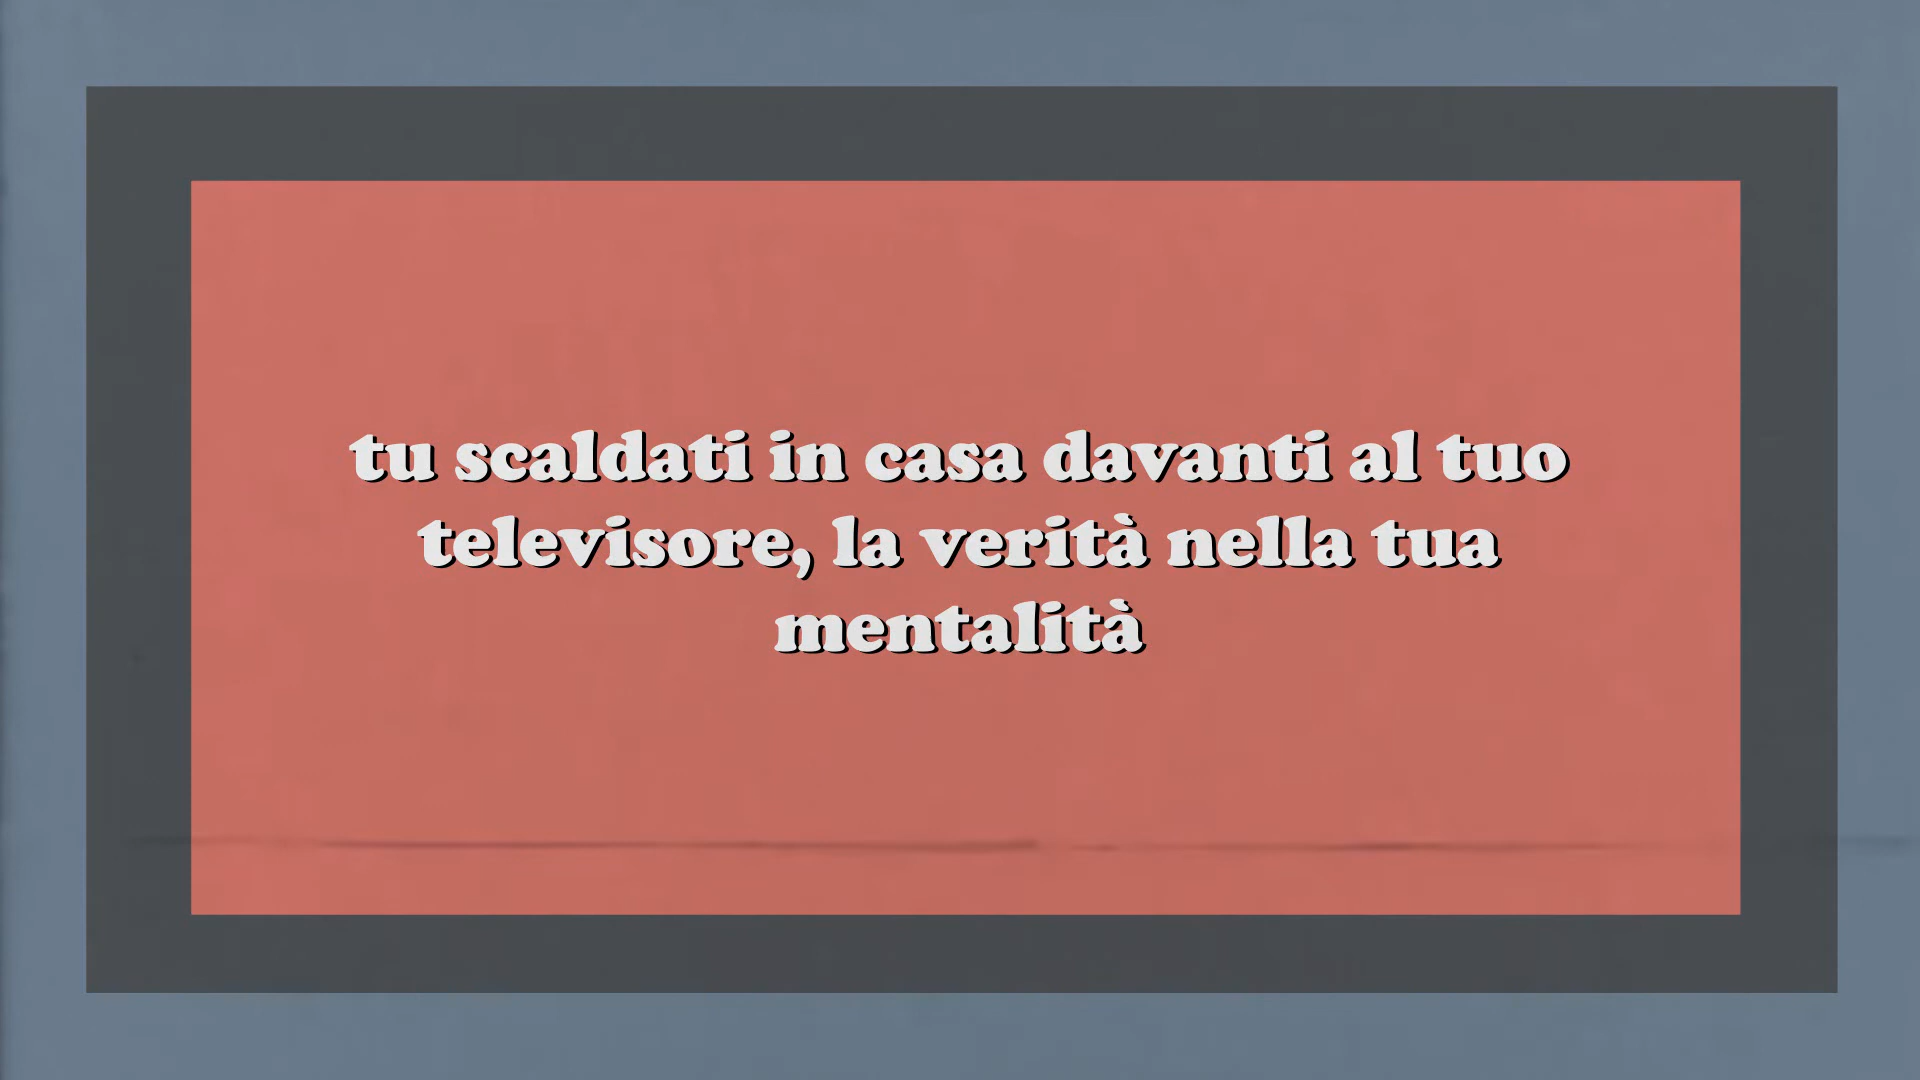 tu scaldati in casa davanti al tuo
televisore, la verità nella tua
mentalità